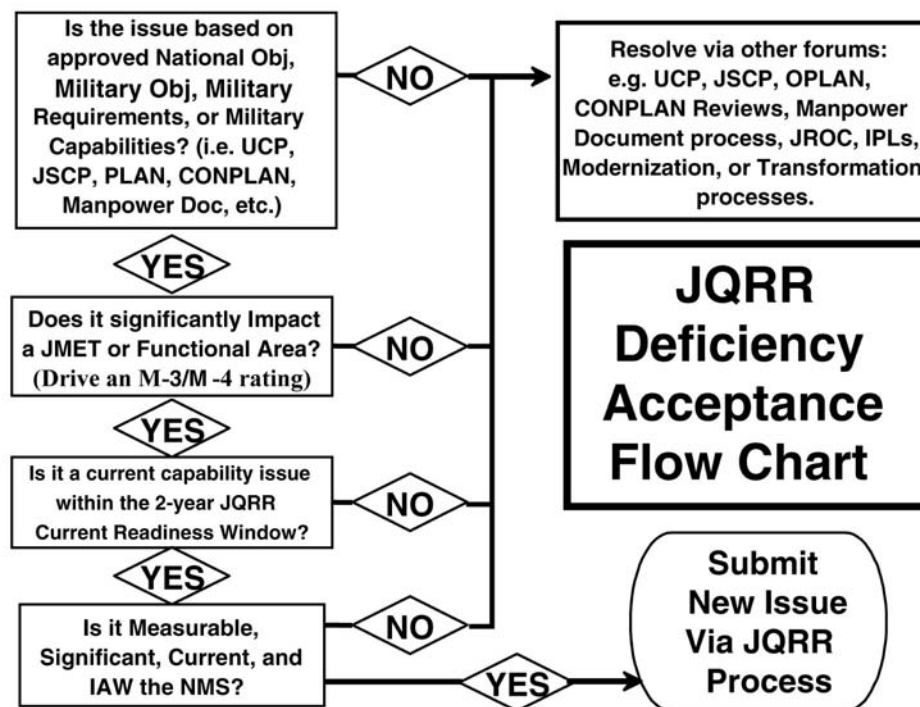 Is the issue based on
approved National Obj,
Military Obj, Military
Requirements, or Military
Capabilities? (i.e. UCP,
JSCP, PLAN, CONPLAN,
Manpower Doc, etc.)
NO
Resolve via other forums:
e.g. UCP, JSCP, OPLAN,
CONPLAN Reviews, Manpower
Document process, JROC, IPLs,
Modernization, or Transformation
processes.
YES
Does it significantly Impact
a JMET or Functional Area?
(Drive an M-3/M -4 rating)
NO
JQRR
Deficiency
Acceptance
Flow Chart
YES
Is it a current capability issue
within the 2-year JQRR
Current Readiness Window?
NO
YES
Is it Measurable,
Significant, Current, and
IAW the NMS?
NO
YES
Submit
New Issue
Via JQRR
Process